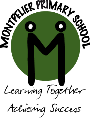 MONTPELIER PRIMARY SCHOOL
Learning Together
Achieving Success